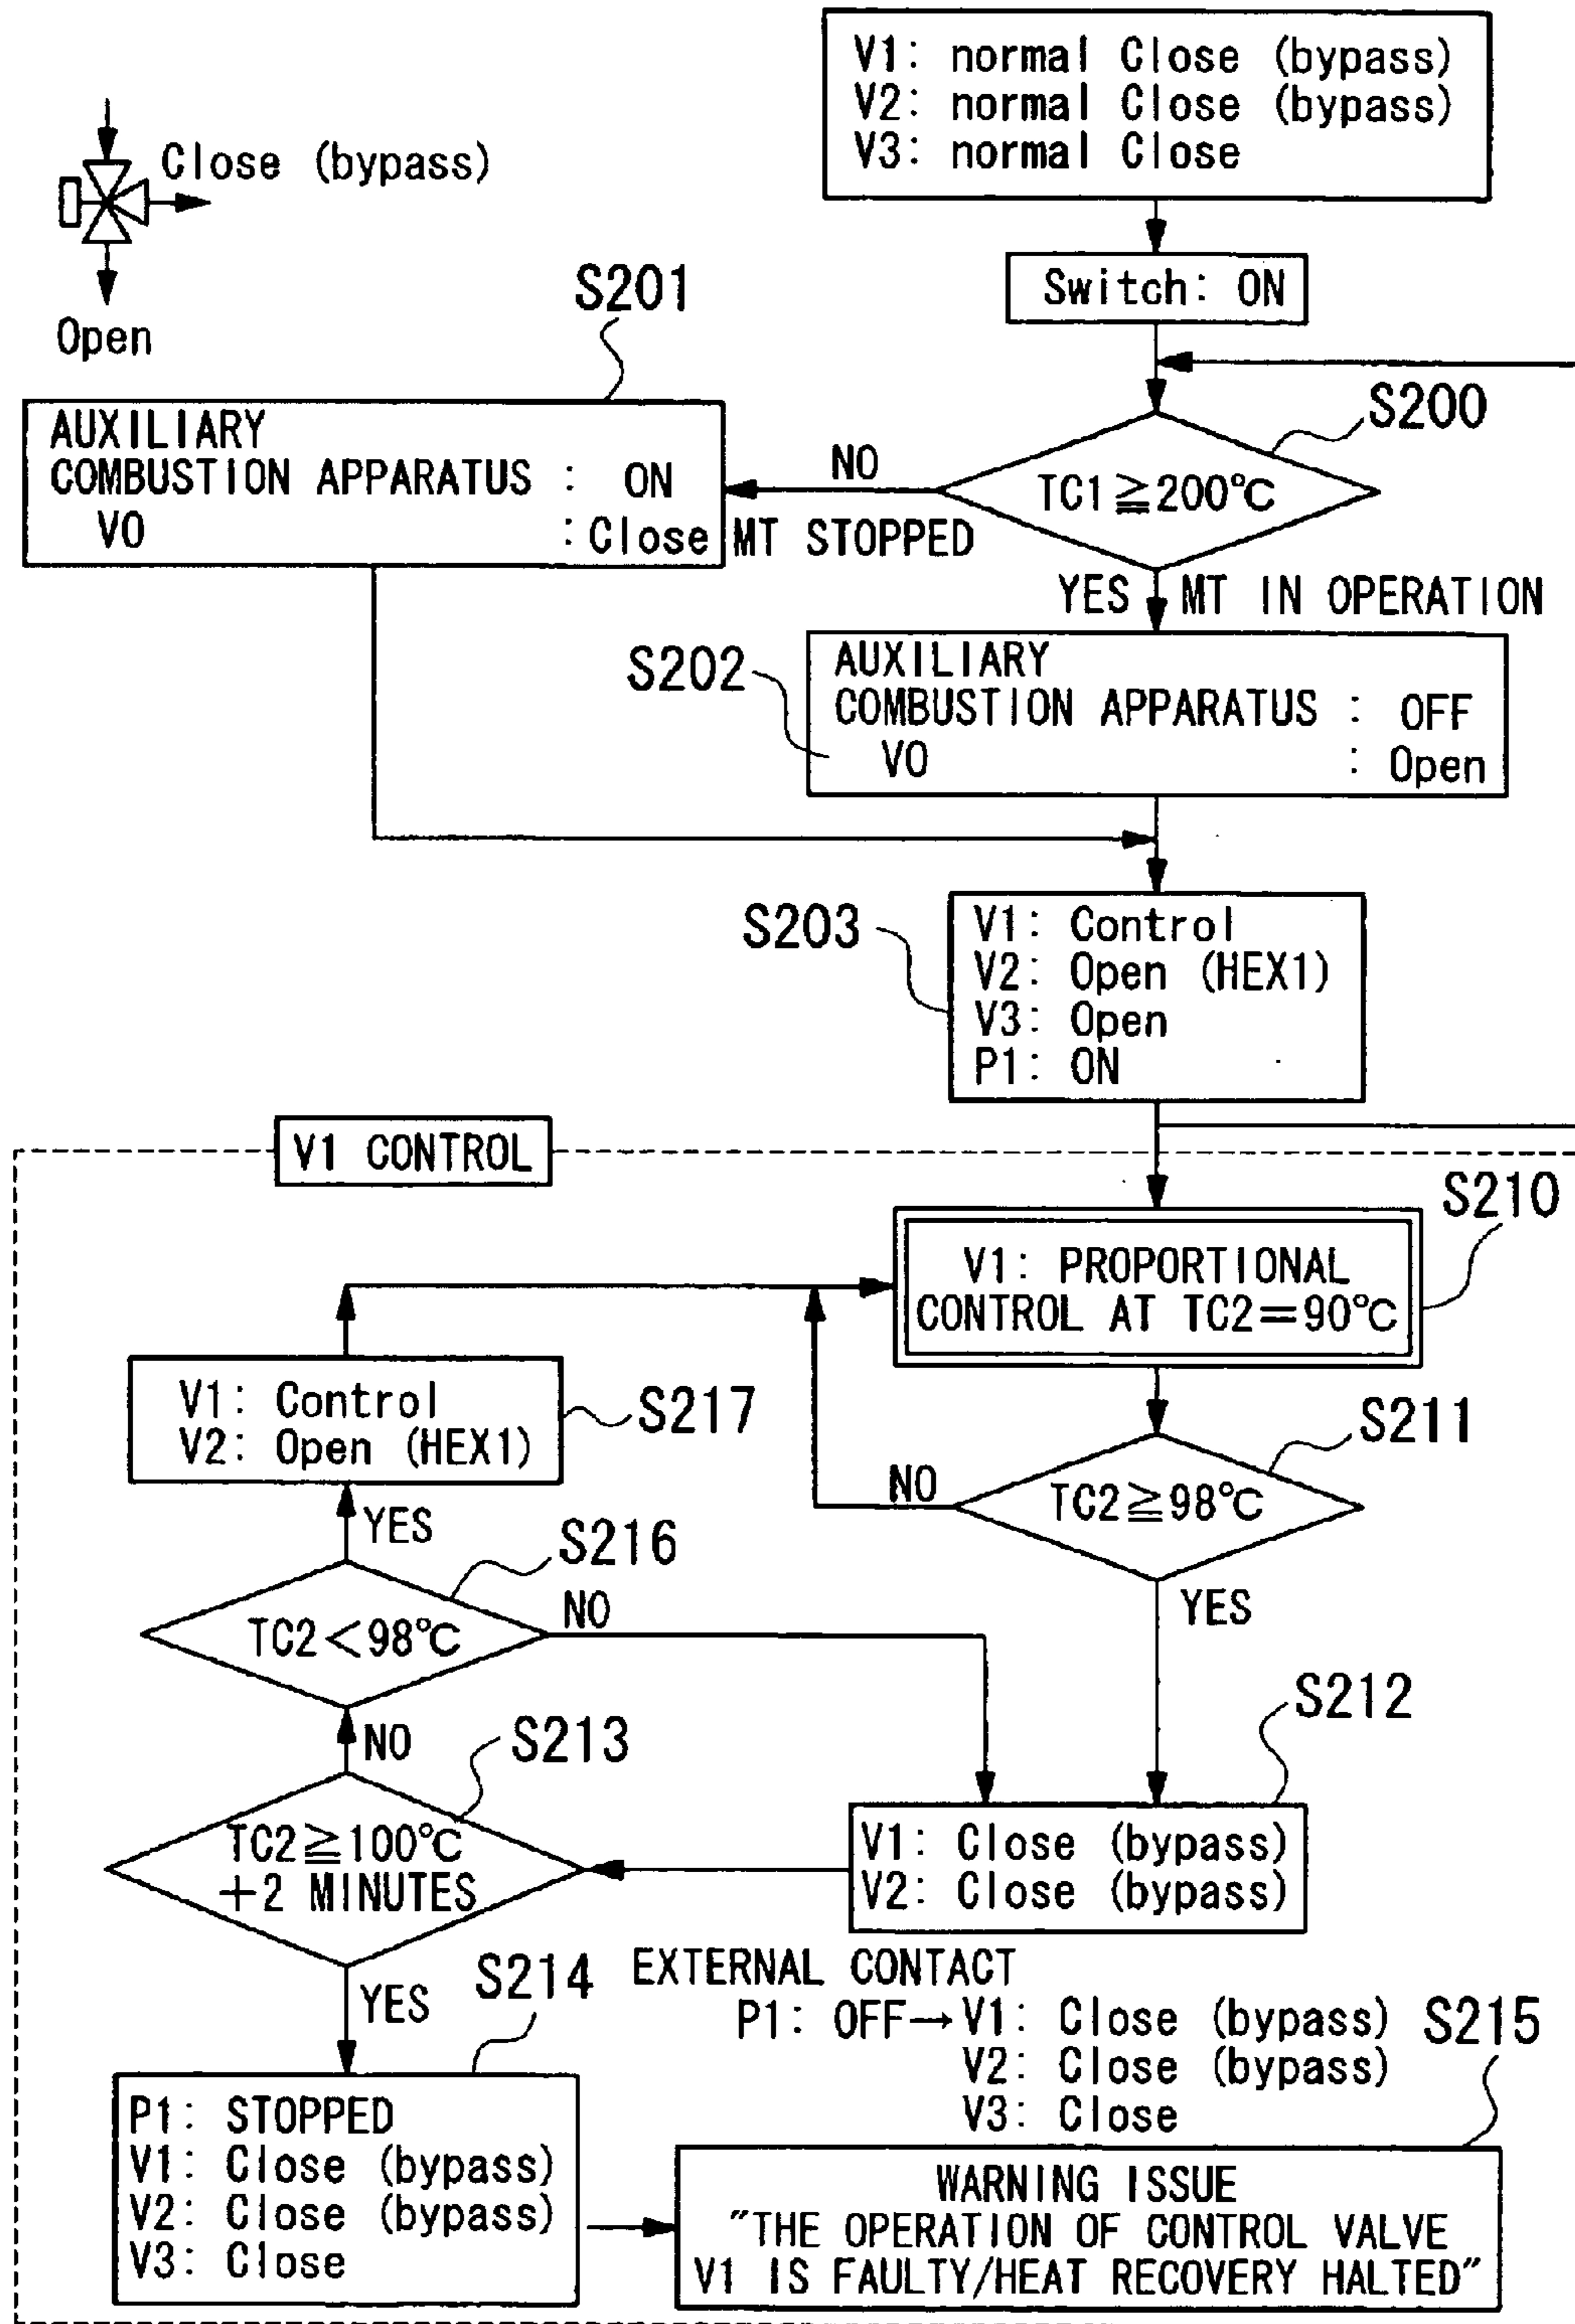 V1: normal Close (bypass)
V2: normal Close (bypass)
V3: normal Close
Close (bypass)
Open
Switch: ON
S201
S200
AUXILIARY
COMBUSTION APPARATUS : ON
VO : Close
NO
MT STOPPED
TC1≧200℃
YES
MT IN OPERATION
S202
AUXILIARY
COMBUSTION APPARATUS : OFF
VO : Open
S203
V1: Control
V2: Open (HEX1)
V3: Open
P1: ON
V1 CONTROL
S210
V1: PROPORTIONAL
CONTROL AT TC2=90℃
V1: Control
V2: Open (HEX1)
S217
S211
NO
TC2≧98℃
YES
YES
S216
TC2<98℃
NO
S212
NO
S213
TC2≧100℃
+2 MINUTES
V1: Close (bypass)
V2: Close (bypass)
YES
S214
EXTERNAL CONTACT
P1: OFF→V1: Close (bypass)
V2: Close (bypass)
V3: Close
S215
P1: STOPPED
V1: Close (bypass)
V2: Close (bypass)
V3: Close
WARNING ISSUE
"THE OPERATION OF CONTROL VALVE
V1 IS FAULTY/HEAT RECOVERY HALTED"